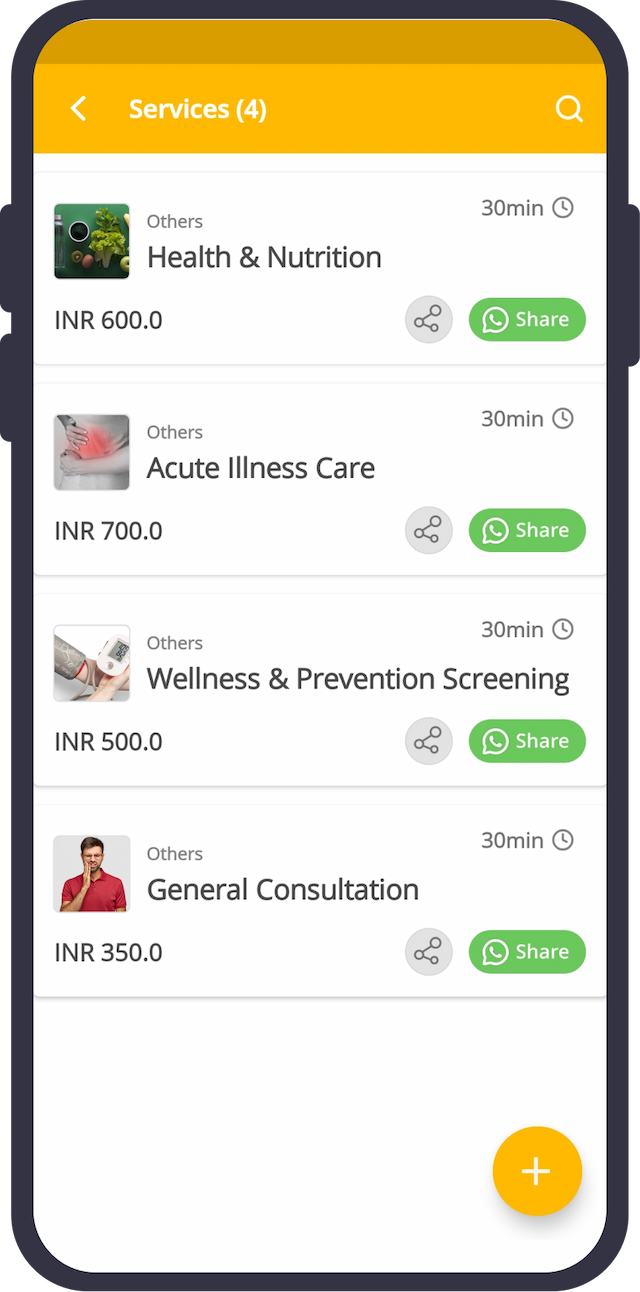 Services (4)
30min
Others
Health & Nutrition
INR 600.0
Share
30min
Others
Acute Illness Care
INR 700.0
Share
30min
Others
Wellness & Prevention Screening
INR 500.0
Share
30min
Others
General Consultation
INR 350.0
Share